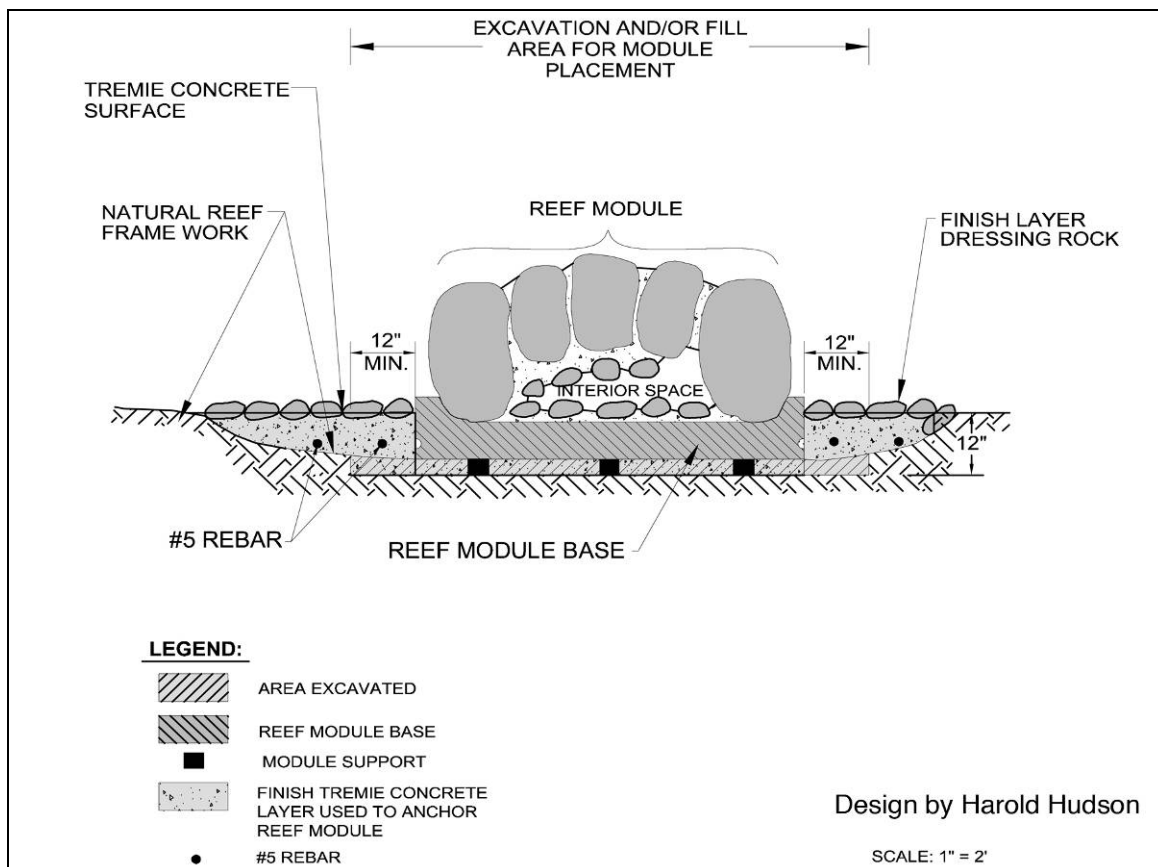 EXCAVATION AND/OR FILL
AREA FOR MODULE
PLACEMENT
TREMIE CONCRETE
SURFACE
NATURAL REEF
FRAME WORK
REEF MODULE
FINISH LAYER
DRESSING ROCK
12"
MIN.
12"
MIN.
INTERIOR SPACE
12"
#5 REBAR
REEF MODULE BASE
LEGEND:
AREA EXCAVATED
REEF MODULE BASE
MODULE SUPPORT
FINISH TREMIE CONCRETE
LAYER USED TO ANCHOR
REEF MODULE
#5 REBAR
Design by Harold Hudson
SCALE: 1" = 2'